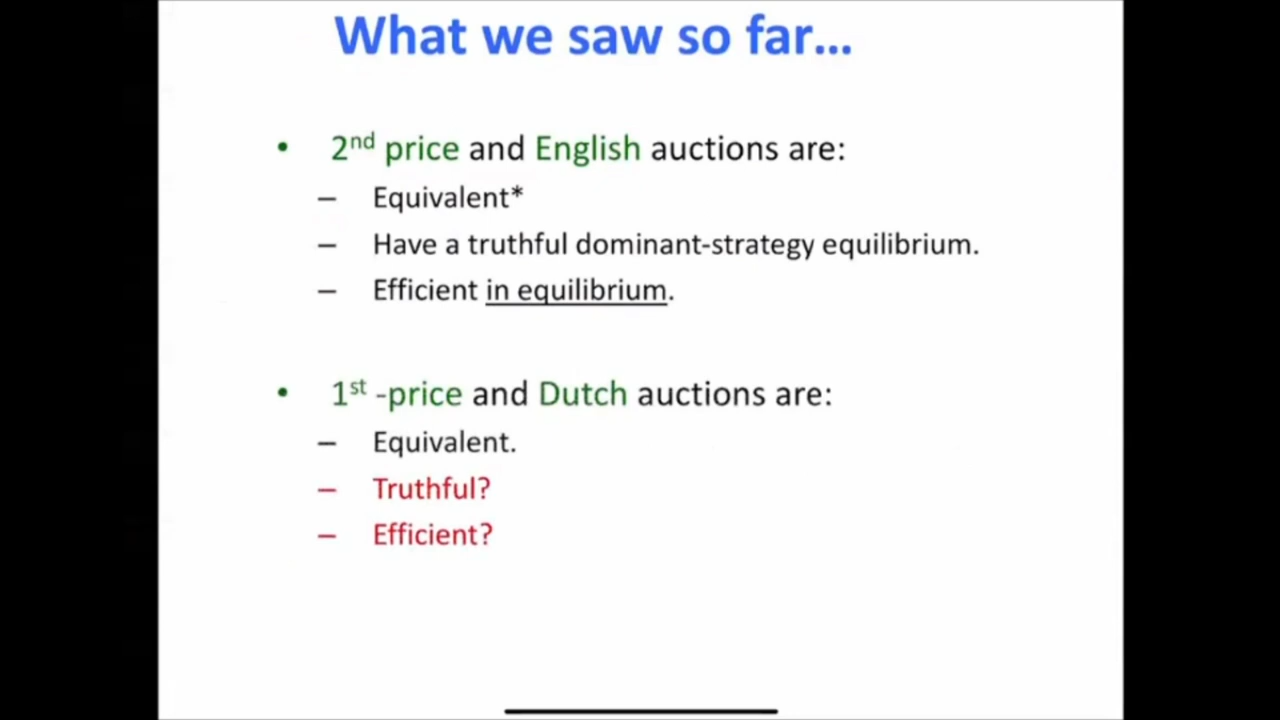 What we saw so far...
• 2nd price and English auctions are:
– Equivalent*
– Have a truthful dominant-strategy equilibrium.
– Efficient in equilibrium.
• 1st -price and Dutch auctions are:
– Equivalent.
– Truthful?
– Efficient?